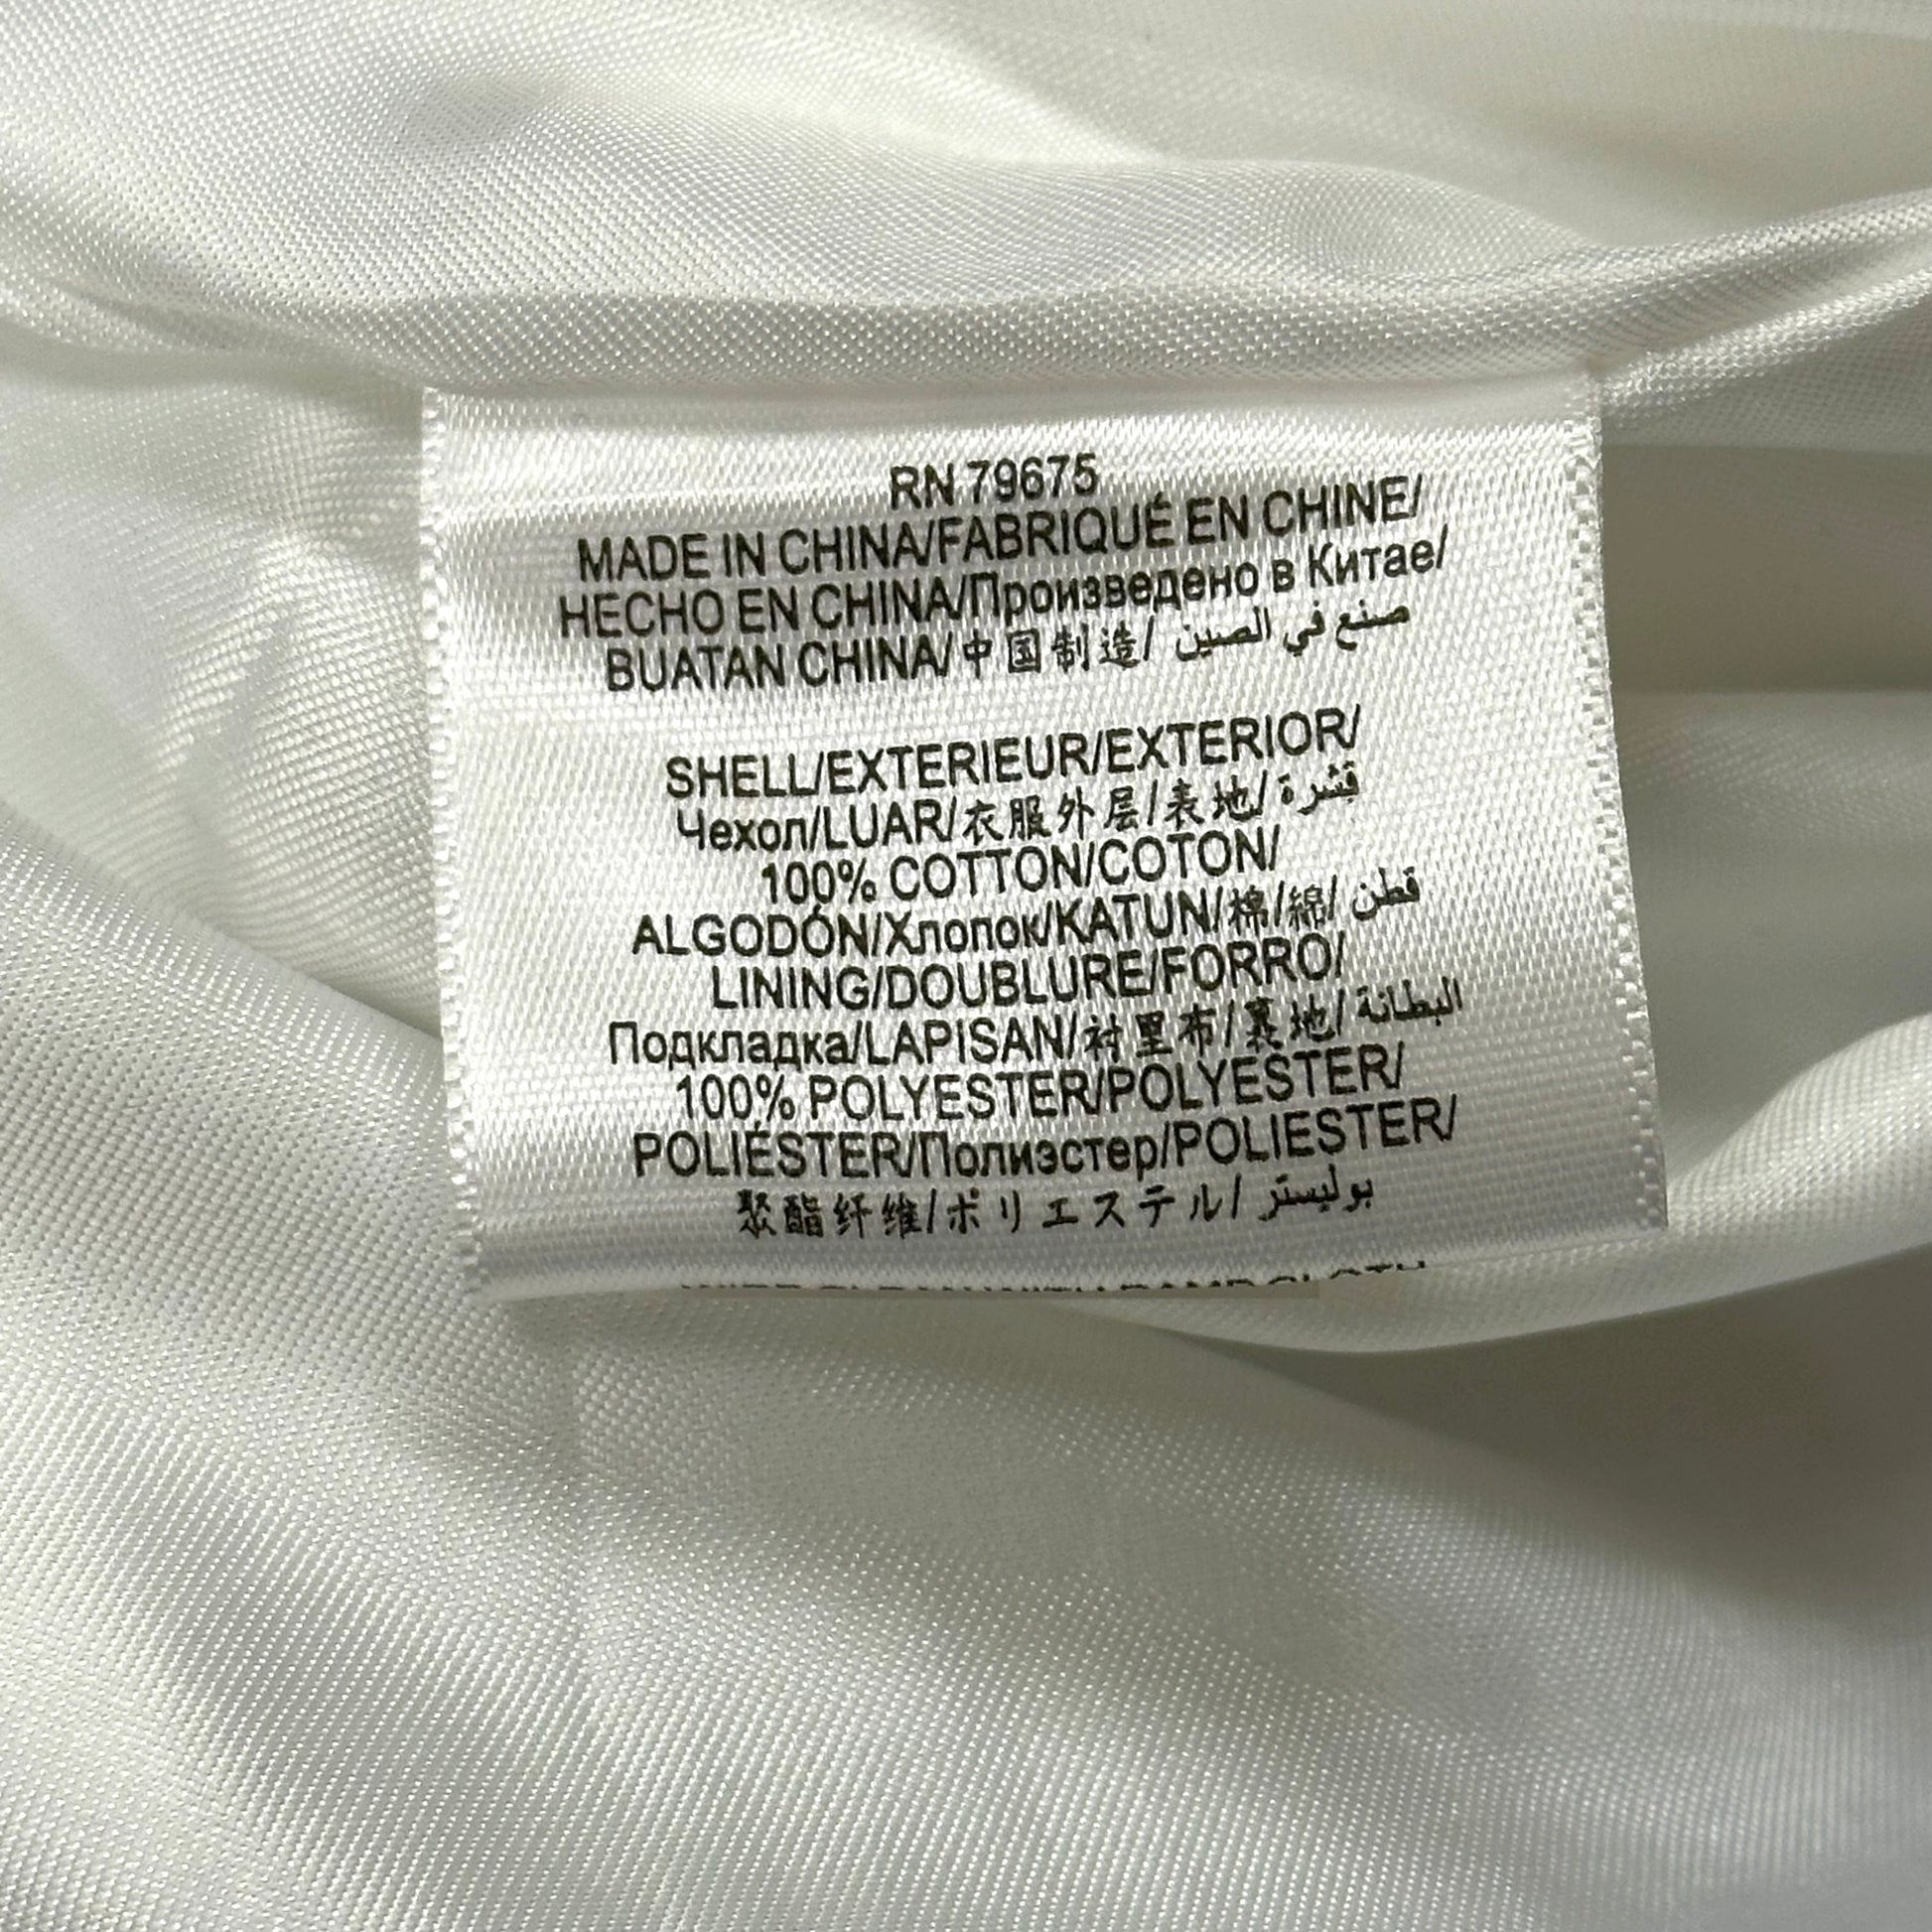 RN 79675
MADE IN CHINA/FABRIQUÉ EN CHINE/
HECHO EN CHINA/Произведено в Китае/
BUATAN CHINA/中国制造/ صنع في الصين
SHELL/EXTERIEUR/EXTERIOR/
Чехол/LUAR/衣服外层/表地/ قشرة
100% COTTON/COTON/
ALGODÓN/Хлопок/KATUN/棉/綿/ قطن
LINING/DOUBLURE/FORRO/
Подкладка/LAPISAN/衬里布/裏地/ البطانة
100% POLYESTER/POLYESTER/
POLIÉSTER/Полиэстер/POLIESTER/
聚酯纤维/ポリエステル/ بوليستر